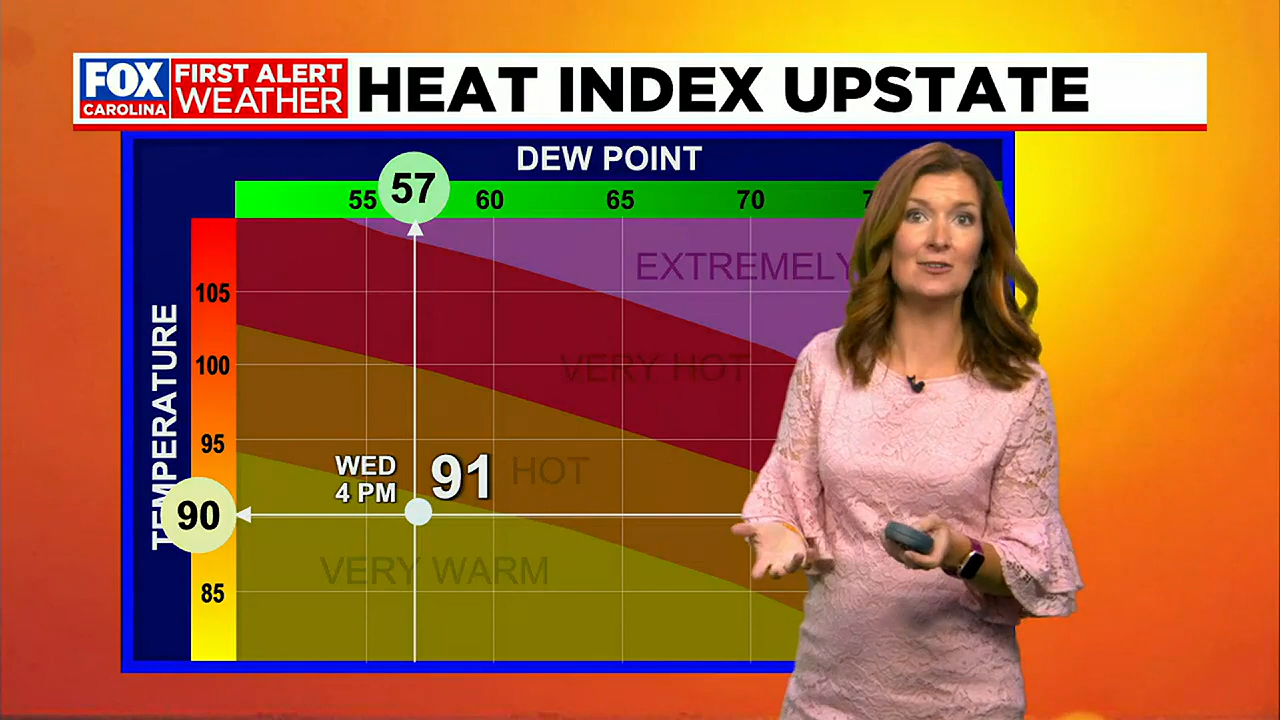 FOX
CAROLINA
FIRST ALERT
WEATHER
HEAT INDEX UPSTATE
DEW POINT
55
57
60
65
70
EXTREMELY
105
VERY HOT
100
TEMPERATURE
95
WED
4 PM
91
HOT
90
VERY WARM
85